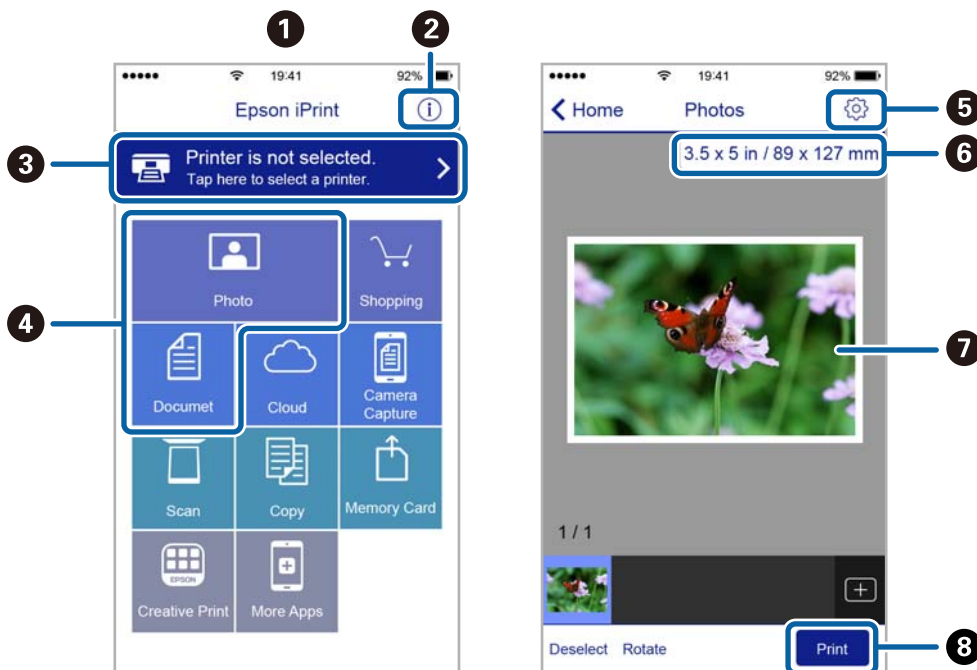 1
2
19:41
92%
Epson iPrint
i
3
Printer is not selected.
Tap here to select a printer.
4
Photo
Shopping
Documet
Cloud
Camera
Capture
Scan
Copy
Memory Card
EPSON
Creative Print
More Apps
19:41
92%
Home
Photos
5
3.5 x 5 in / 89 x 127 mm
6
7
1 / 1
Deselect
Rotate
Print
8